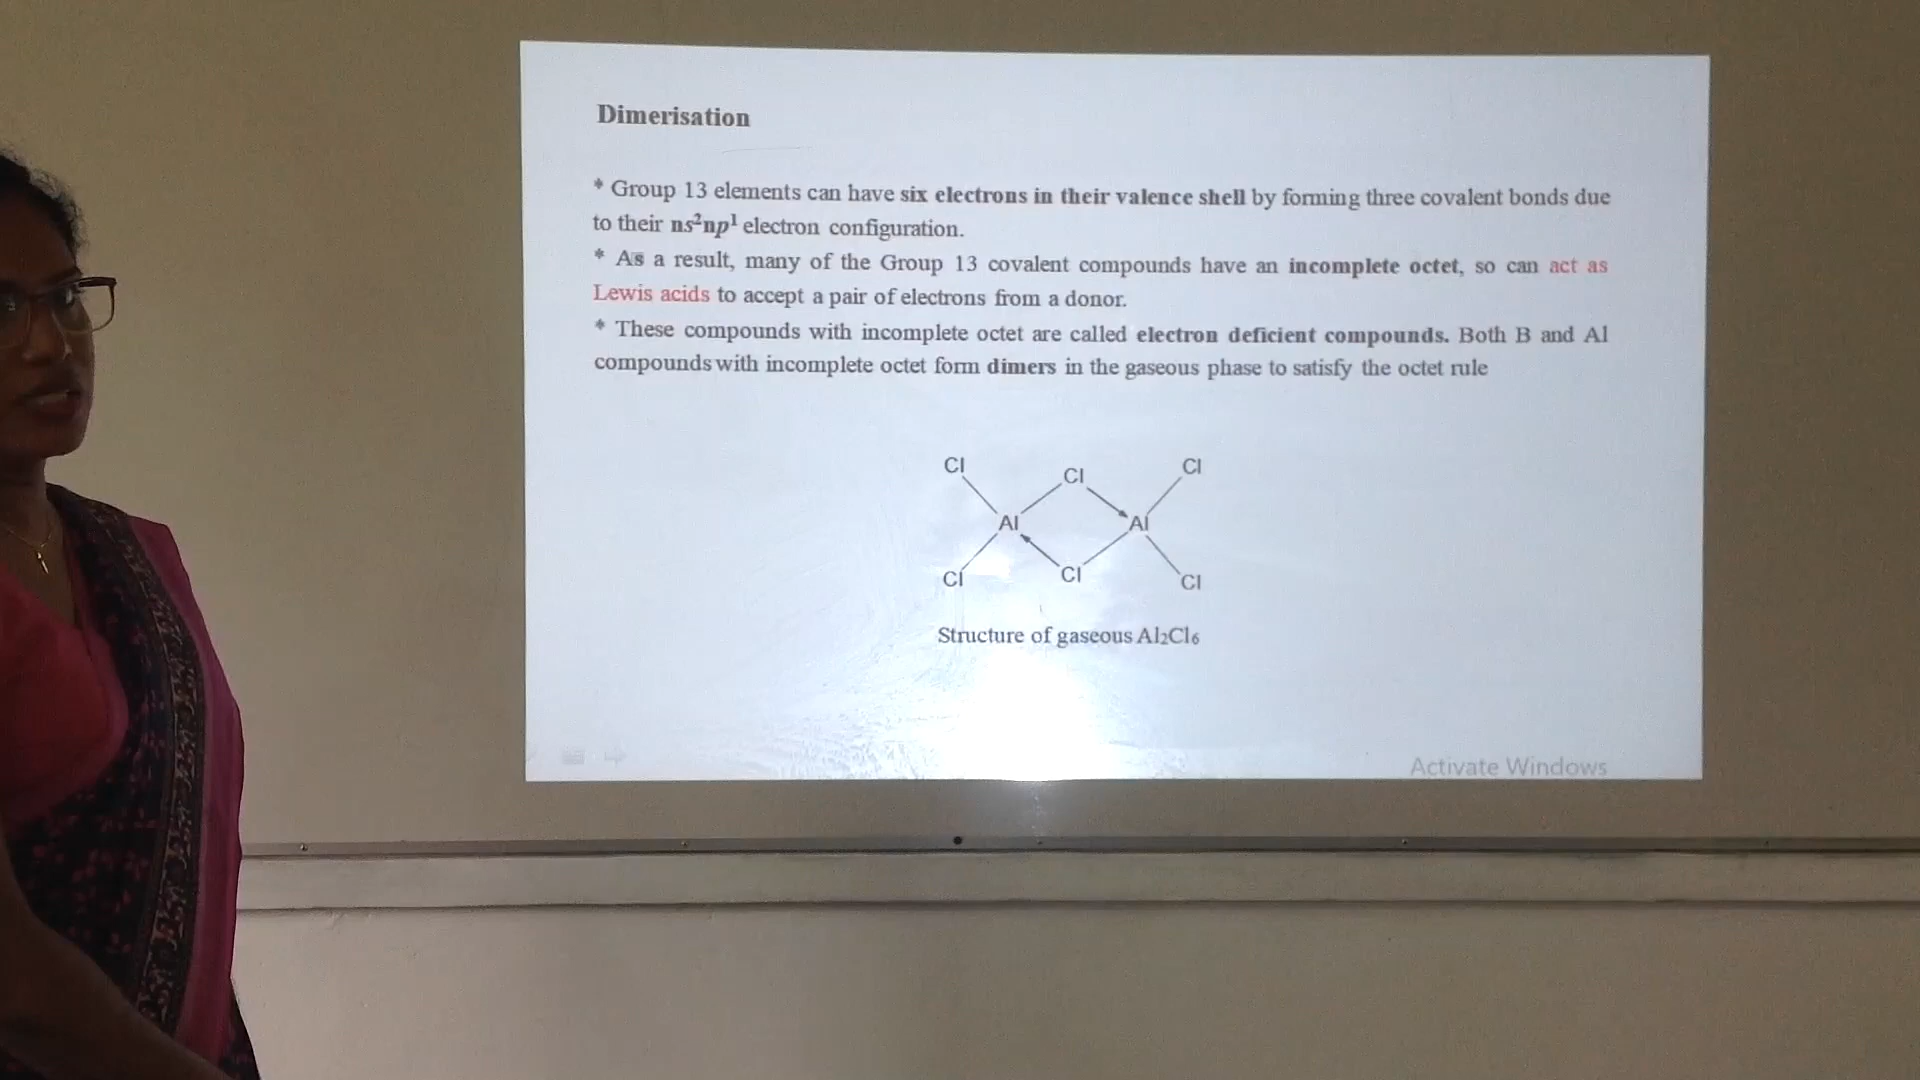 Dimerisation
* Group 13 elements can have six electrons in their valence shell by forming three covalent bonds due
to their ns²np¹ electron configuration.
* As a result, many of the Group 13 covalent compounds have an incomplete octet, so can act as
Lewis acids to accept a pair of electrons from a donor.
* These compounds with incomplete octet are called electron deficient compounds. Both B and Al
compounds with incomplete octet form dimers in the gaseous phase to satisfy the octet rule
Cl Cl Cl
Al Al
Cl Cl Cl
Structure of gaseous Al₂Cl₆
Activate Windows